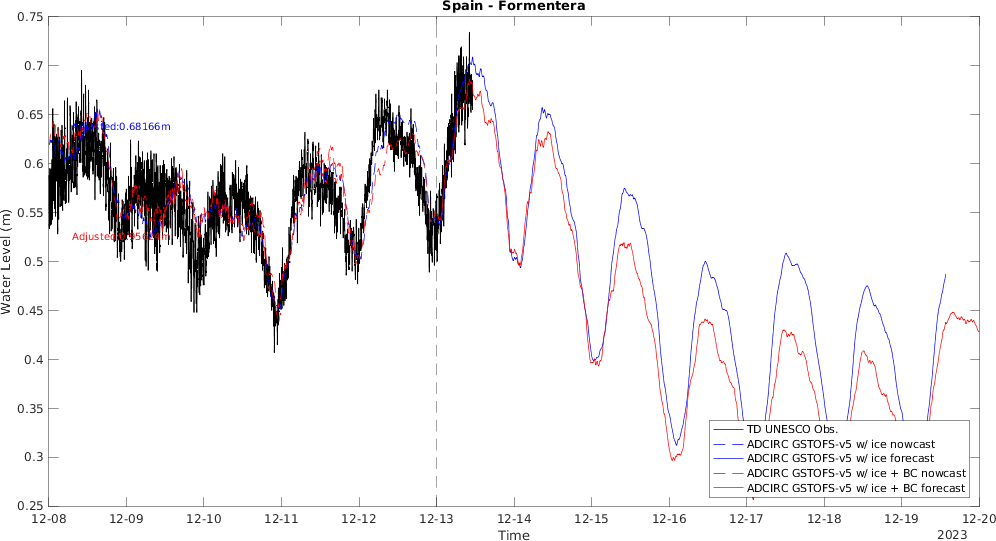 Spain - Formentera
0.75
0.7
0.65
0.6
0.55
0.5
0.45
0.4
0.35
0.3
0.25
Water Level (m)
TD UNESCO Obs.
ADCIRC GSTOFS-v5 w/ ice nowcast
ADCIRC GSTOFS-v5 w/ ice forecast
ADCIRC GSTOFS-v5 w/ ice + BC nowcast
ADCIRC GSTOFS-v5 w/ ice + BC forecast
12-08 12-09 12-10 12-11 12-12 12-13 12-14 12-15 12-16 12-17 12-18 12-19 12-20
Time
2023